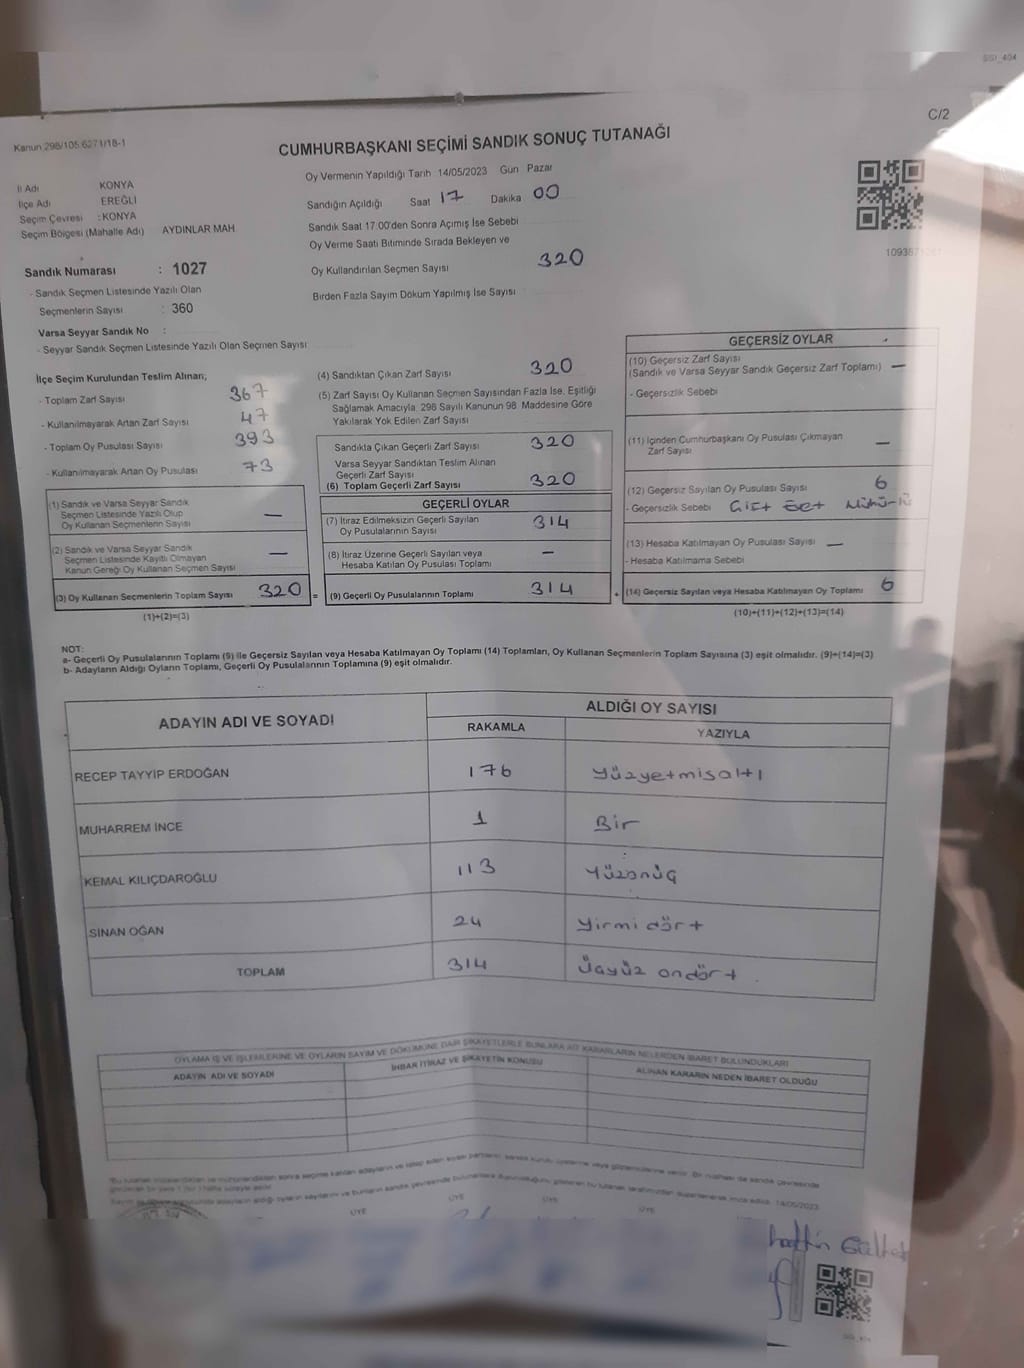 SSI_404
C/2
Kanun 298/105 6271/18-1
CUMHURBAŞKANI SEÇİMİ SANDIK SONUÇ TUTANAĞI
İl Adı KONYA
İlçe Adı EREĞLİ
Seçim Çevresi : KONYA
Seçim Bölgesi (Mahalle Adı) AYDINLAR MAH.
Sandık Numarası : 1027
- Sandık Seçmen Listesinde Yazılı Olan
Seçmenlerin Sayısı : 360
Varsa Seyyar Sandık No :
- Seyyar Sandık Seçmen Listesinde Yazılı Olan Seçmen Sayısı
Oy Vermenin Yapıldığı Tarih 14/05/2023 Gün Pazar
Sandığın Açıldığı Saat 17 Dakika 00
Sandık Saat 17:00'den Sonra Açımış İse Sebebi
Oy Verme Saati Bitiminde Sırada Bekleyen ve
Oy Kullandırılan Seçmen Sayısı 320
Birden Fazla Sayım Döküm Yapılmış İse Sayısı
İlçe Seçim Kurulundan Teslim Alınan;
- Toplam Zarf Sayısı 367
- Kullanılmayarak Artan Zarf Sayısı 47
- Toplam Oy Pusulası Sayısı 393
- Kullanılmayarak Artan Oy Pusulası 73
(1) Sandık ve Varsa Seyyar Sandık
Seçmen Listesinde Yazılı Olup
Oy Kullanan Seçmenlerin Sayısı —
(2) Sandık ve Varsa Seyyar Sandık
Seçmen Listesinde Kayıtlı Olmayan
Kanun Gereği Oy Kullanan Seçmen Sayısı —
(3) Oy Kullanan Seçmenlerin Toplam Sayısı 320 =
(1)+(2)=(3)
(4) Sandıktan Çıkan Zarf Sayısı 320
(5) Zarf Sayısı Oy Kullanan Seçmen Sayısından Fazla İse, Eşitliği
Sağlamak Amacıyla; 298 Sayılı Kanunun 98. Maddesine Göre
Yakılarak Yok Edilen Zarf Sayısı
Sandıkla Çıkan Geçerli Zarf Sayısı 320
Varsa Seyyar Sandıktan Teslim Alınan
Geçerli Zarf Sayısı
(6) Toplam Geçerli Zarf Sayısı 320
GEÇERLİ OYLAR
(7) İtiraz Edilmeksizin Geçerli Sayılan
Oy Pusulalarının Sayısı 314
(8) İtiraz Üzerine Geçerli Sayılan veya
Hesaba Katılan Oy Pusulası Toplamı —
(9) Geçerli Oy Pusulalarının Toplamı 314 +
GEÇERSİZ OYLAR
(10) Geçersiz Zarf Sayısı
(Sandık ve Varsa Seyyar Sandık Geçersiz Zarf Toplamı) —
- Geçersizlik Sebebi
(11) İçinden Cumhurbaşkanı Oy Pusulası Çıkmayan
Zarf Sayısı —
(12) Geçersiz Sayılan Oy Pusulası Sayısı 6
- Geçersizlik Sebebi Çift Evet
(13) Hesaba Katılmayan Oy Pusulası Sayısı —
- Hesaba Katılmama Sebebi
(14) Geçersiz Sayılan veya Hesaba Katılmayan Oy Toplamı 6
(10)+(11)+(12)+(13)=(14)
NOT:
a- Geçerli Oy Pusulalarının Toplamı (9) ile Geçersiz Sayılan veya Hesaba Katılmayan Oy Toplamı (14) Toplamları, Oy Kullanan Seçmenlerin Toplam Sayısına (3) eşit olmalıdır. (9)+(14)=(3)
b- Adayların Aldığı Oyların Toplamı, Geçerli Oy Pusulalarının Toplamına (9) eşit olmalıdır.
ADAYIN ADI VE SOYADI ALDIĞI OY SAYISI
RAKAMLA YAZIYLA
RECEP TAYYİP ERDOĞAN 176 yüzyetmişaltı
MUHARREM İNCE 1 Bir
KEMAL KILIÇDAROĞLU 113 Yüzonüç
SİNAN OĞAN 24 yirmi dört
TOPLAM 314 üçyüz ondört
OYLAMA İŞ VE İŞLEMLERİNE VE OYLARIN SAYIM VE DÖKÜMÜNE DAİR ŞİKAYETLERLE BUNLARA AİT KARARLARIN NELERDEN İBARET BULUNDUKLARI
ADAYIN ADI VE SOYADI İHBAR İTİRAZ VE ŞİKAYETİN KONUSU ALINAN KARARIN NEDEN İBARET OLDUĞU
14/05/2023
ÜYE ÜYE ÜYE ÜYE